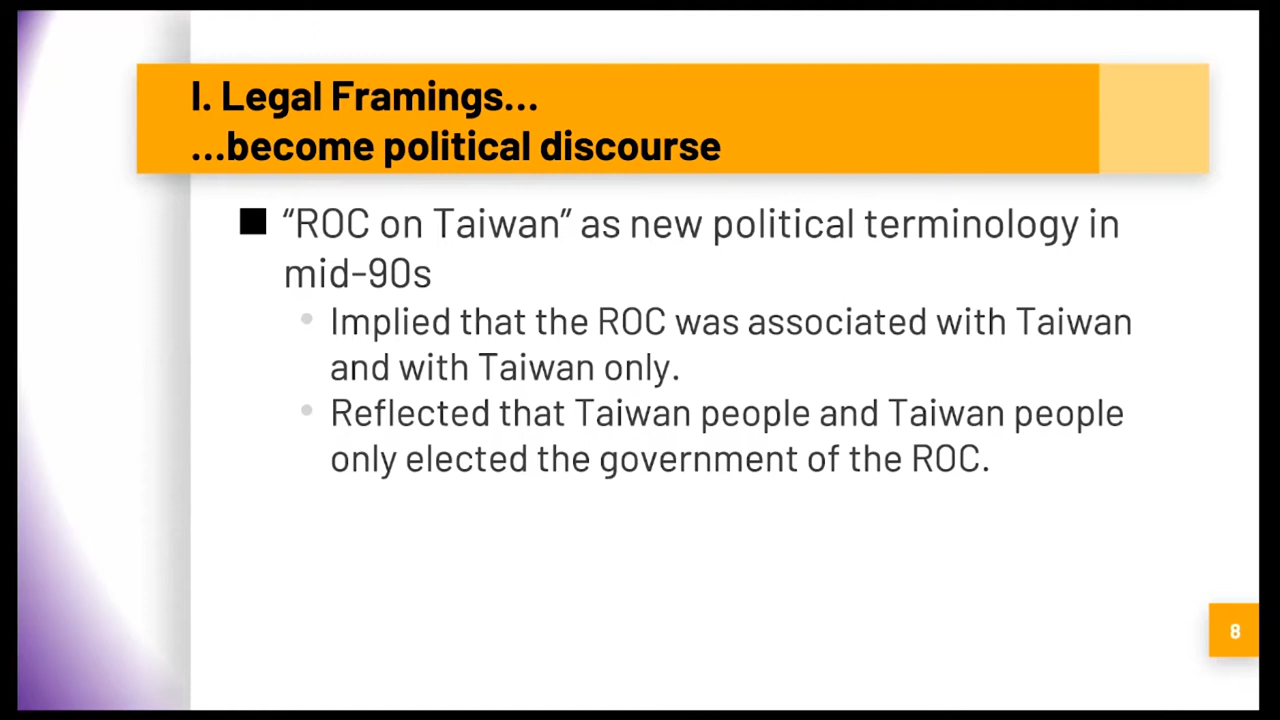 I. Legal Framings…
…become political discourse
“ROC on Taiwan” as new political terminology in
mid-90s
Implied that the ROC was associated with Taiwan
and with Taiwan only.
Reflected that Taiwan people and Taiwan people
only elected the government of the ROC.
8